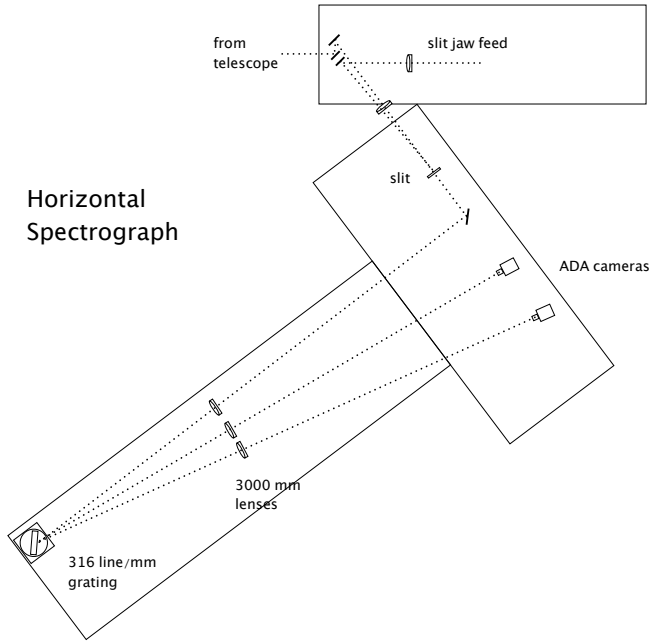 from
telescope
slit jaw feed
slit
Horizontal
Spectrograph
ADA cameras
3000 mm
lenses
316 line/mm
grating